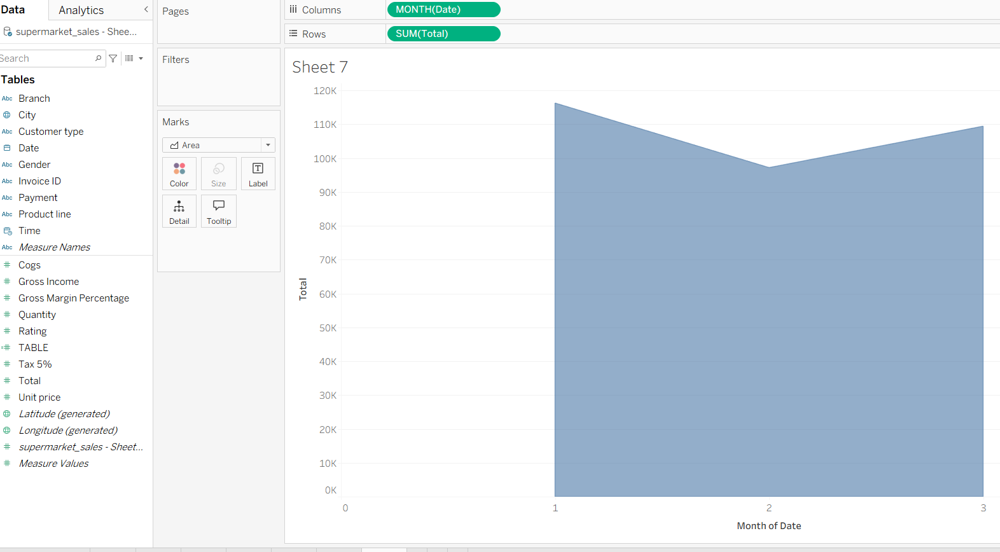 Data
Analytics
supermarket_sales - Shee...
Search
Tables
Abc Branch
City
Abc Customer type
Date
Abc Gender
Abc Invoice ID
Abc Payment
Abc Product line
Time
Abc Measure Names
Cogs
Gross Income
Gross Margin Percentage
Quantity
Rating
TABLE
Tax 5%
Total
Unit price
Latitude (generated)
Longitude (generated)
supermarket_sales - Sheet...
Measure Values
Pages
Filters
Marks
Area
Color
Size
Label
Detail
Tooltip
Columns
MONTH(Date)
Rows
SUM(Total)
Sheet 7
120K
110K
100K
90K
80K
70K
60K
50K
40K
30K
20K
10K
0K
Total
0 1 2 3
Month of Date